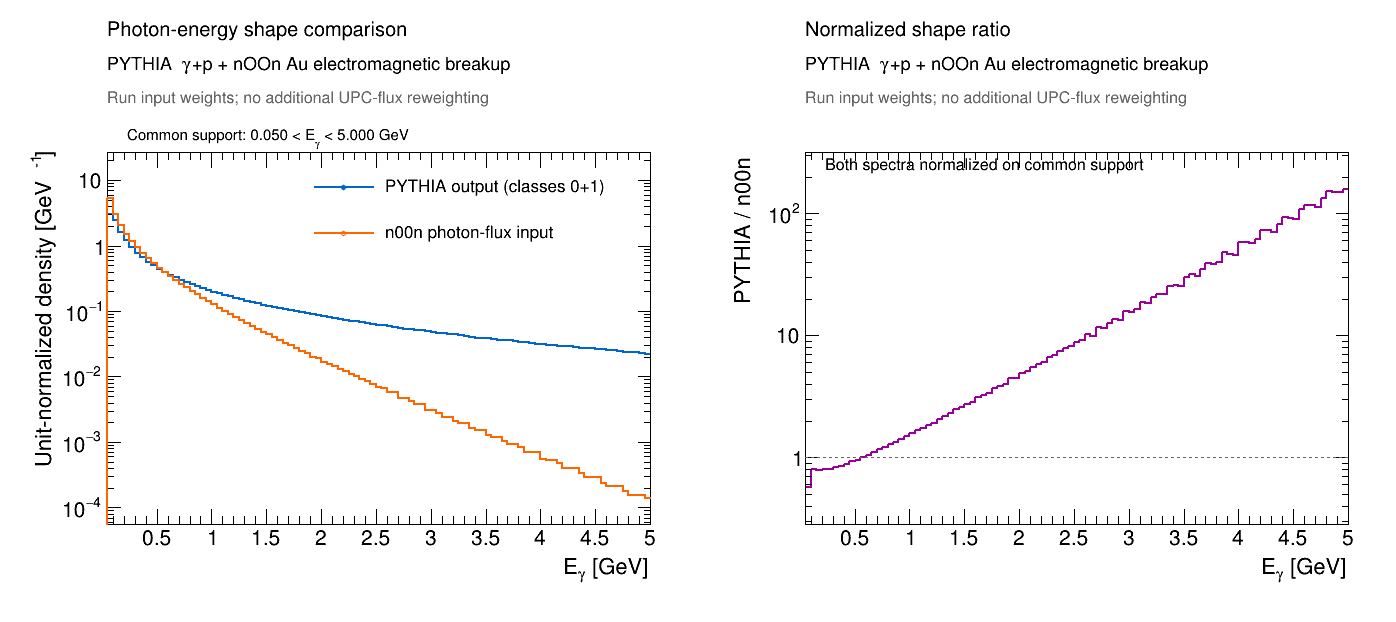 Photon-energy shape comparison
PYTHIA γ+p + nOOn Au electromagnetic breakup
Run input weights; no additional UPC-flux reweighting
Common support: 0.050 < Eγ < 5.000 GeV
PYTHIA output (classes 0+1)
n00n photon-flux input
Unit-normalized density [GeV⁻¹]
10
1
10⁻¹
10⁻²
10⁻³
10⁻⁴
0.5 1 1.5 2 2.5 3 3.5 4 4.5 5
Eγ [GeV]
Normalized shape ratio
PYTHIA γ+p + nOOn Au electromagnetic breakup
Run input weights; no additional UPC-flux reweighting
Both spectra normalized on common support
PYTHIA / n00n
10²
10
1
0.5 1 1.5 2 2.5 3 3.5 4 4.5 5
Eγ [GeV]